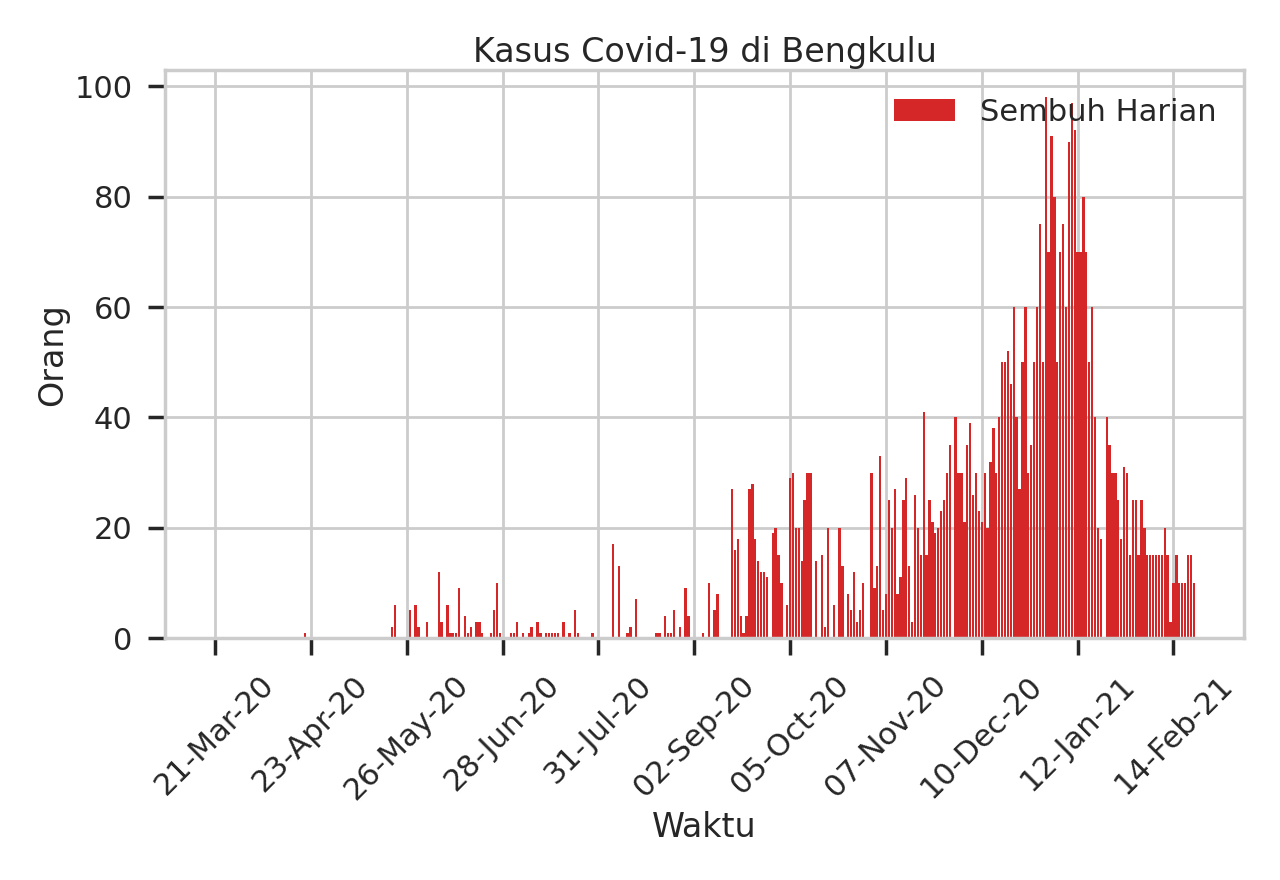 Kasus Covid-19 di Bengkulu
Sembuh Harian
Orang
100
80
60
40
20
0
21-Mar-20
23-Apr-20
26-May-20
28-Jun-20
31-Jul-20
02-Sep-20
05-Oct-20
07-Nov-20
10-Dec-20
12-Jan-21
14-Feb-21
Waktu